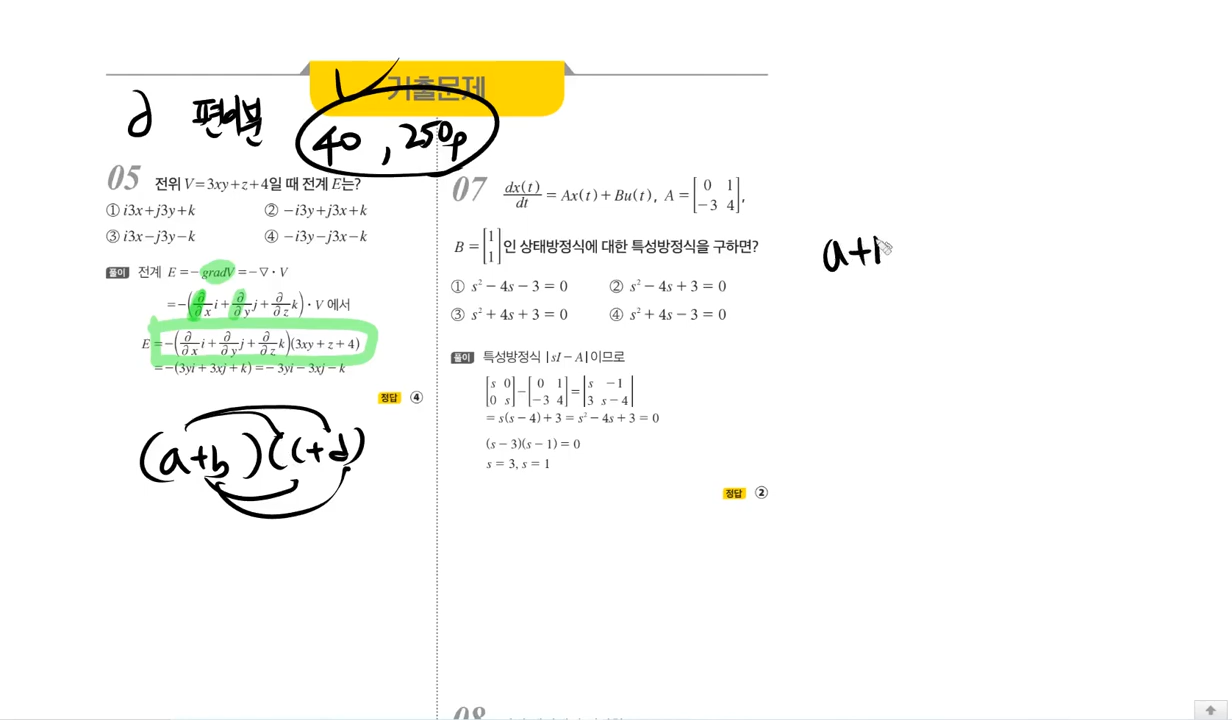 기출문제
∂ 편미분 40, 250p
05 전위 V=3xy+z+4일 때 전계 E는?
① i3x+j3y+k ② −i3y+j3x+k
③ i3x−j3y−k ④ −i3y−j3x−k
풀이 전계 E=−gradV=−∇·V
=−(∂/∂x i+∂/∂y j+∂/∂z k)·V 에서
E=−(∂/∂x i+∂/∂y j+∂/∂z k)(3xy+z+4)
=−(3yi+3xj+k)=−3yi−3xj−k
정답 ④
(a+b)(c+d)
07 dx(t)/dt=Ax(t)+Bu(t), A=[0 1; −3 4],
B=[1; 1]인 상태방정식에 대한 특성방정식을 구하면?
① s²−4s−3=0 ② s²−4s+3=0
③ s²+4s+3=0 ④ s²+4s−3=0
풀이 특성방정식 |sI−A|이므로
[s 0; 0 s]−[0 1; −3 4]=|s −1; 3 s−4|
=s(s−4)+3=s²−4s+3=0
(s−3)(s−1)=0
s=3, s=1
정답 ②
a+
08